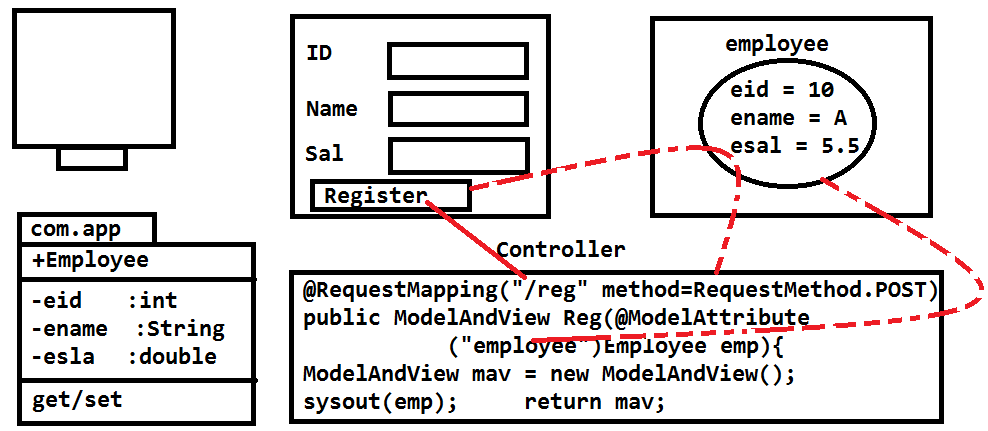 ID
Name
Sal
Register
employee
eid = 10
ename = A
esal = 5.5
com.app
+Employee
-eid :int
-ename :String
-esla :double
get/set
Controller
@RequestMapping("/reg" method=RequestMethod.POST)
public ModelAndView Reg(@ModelAttribute
("employee")Employee emp){
ModelAndView mav = new ModelAndView();
sysout(emp); return mav;